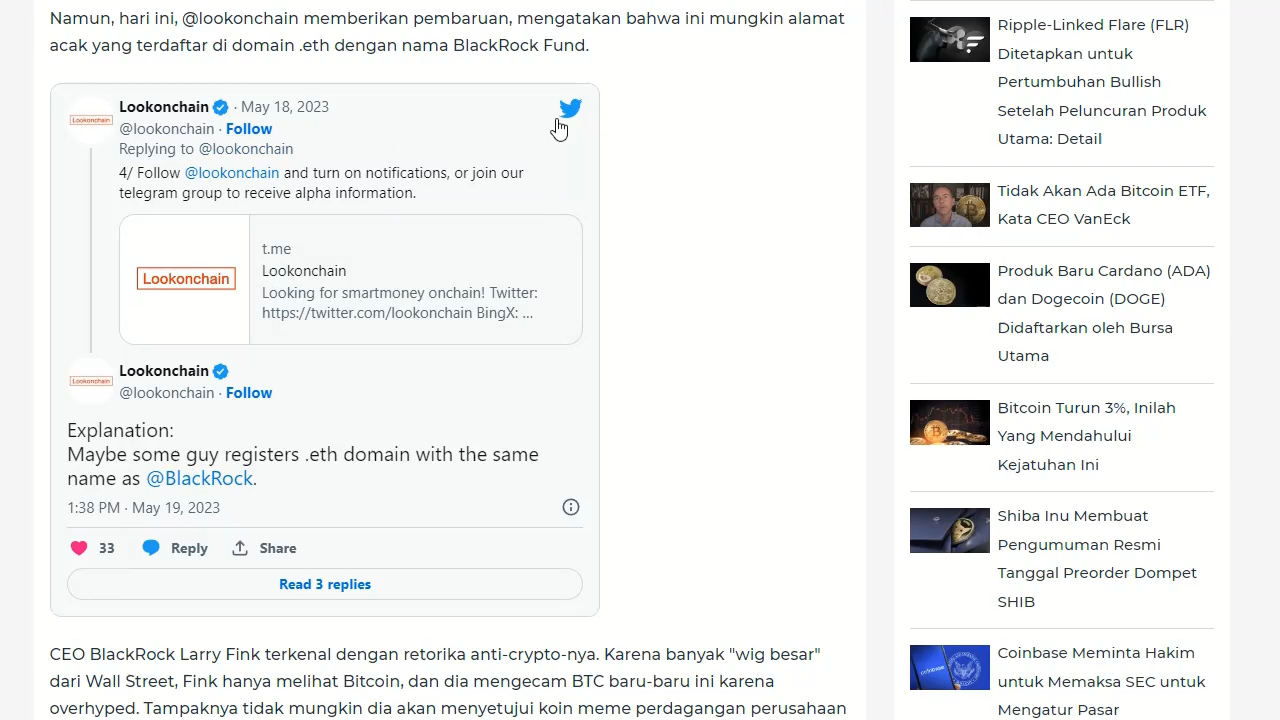 Namun, hari ini, @lookonchain memberikan pembaruan, mengatakan bahwa ini mungkin alamat
acak yang terdaftar di domain .eth dengan nama BlackRock Fund.
Lookonchain
Lookonchain · May 18, 2023
@lookonchain · Follow
Replying to @lookonchain
4/ Follow @lookonchain and turn on notifications, or join our
telegram group to receive alpha information.
Lookonchain
t.me
Lookonchain
Looking for smartmoney onchain! Twitter:
https://twitter.com/lookonchain BingX: ...
Lookonchain
Lookonchain
@lookonchain · Follow
Explanation:
Maybe some guy registers .eth domain with the same
name as @BlackRock.
1:38 PM · May 19, 2023
33 Reply Share
Read 3 replies
CEO BlackRock Larry Fink terkenal dengan retorika anti-crypto-nya. Karena banyak "wig besar"
dari Wall Street, Fink juga melihat Bitcoin, dan dia mengecam BTC baru-baru ini karena
overhyped. Tampaknya tidak mungkin dia akan menyetujui koin meme perdagangan perusahaan
Ripple-Linked Flare (FLR)
Ditetapkan untuk
Pertumbuhan Bullish
Setelah Peluncuran Produk
Utama: Detail
Tidak Akan Ada Bitcoin ETF,
Kata CEO VanEck
Produk Baru Cardano (ADA)
dan Dogecoin (DOGE)
Didaftarkan oleh Bursa
Utama
Bitcoin Turun 3%, Inilah
Yang Mendahului
Kejatuhan Ini
Shiba Inu Membuat
Pengumuman Resmi
Tanggal Preorder Dompet
SHIB
coinbase
Coinbase Meminta Hakim
untuk Memaksa SEC untuk
Mengatur Pasar